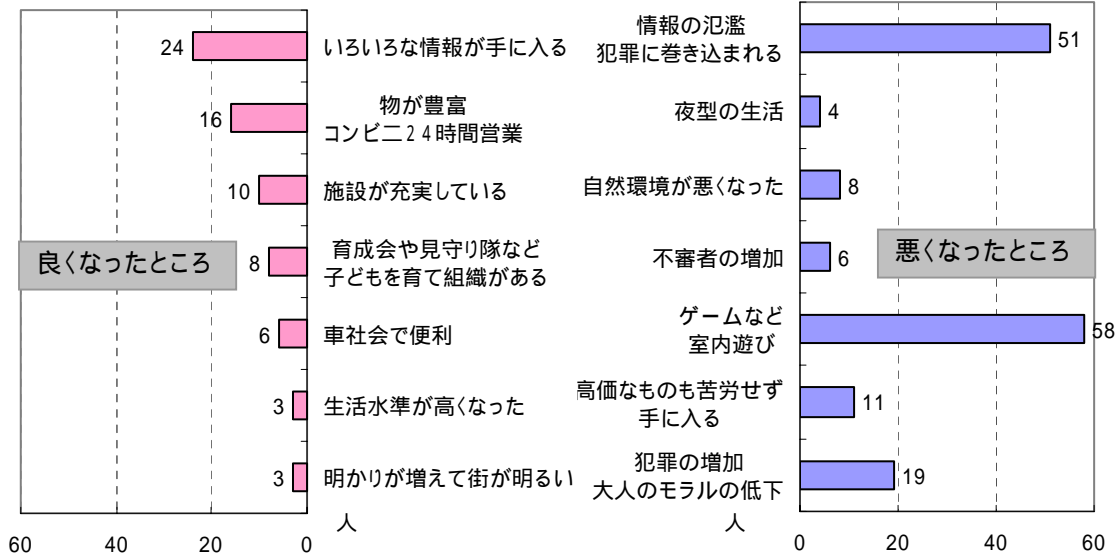 24
いろいろな情報が手に入る
16
物が豊富
コンビニ24時間営業
10
施設が充実している
良くなったところ
8
育成会や見守り隊など
子どもを育て組織がある
6
車社会で便利
3
生活水準が高くなった
3
明かりが増えて街が明るい
人
60
40
20
0
情報の氾濫
犯罪に巻き込まれる
51
夜型の生活
4
自然環境が悪くなった
8
不審者の増加
6
悪くなったところ
ゲームなど
室内遊び
58
高価なものも苦労せず
手に入る
11
犯罪の増加
大人のモラルの低下
19
人
0
20
40
60